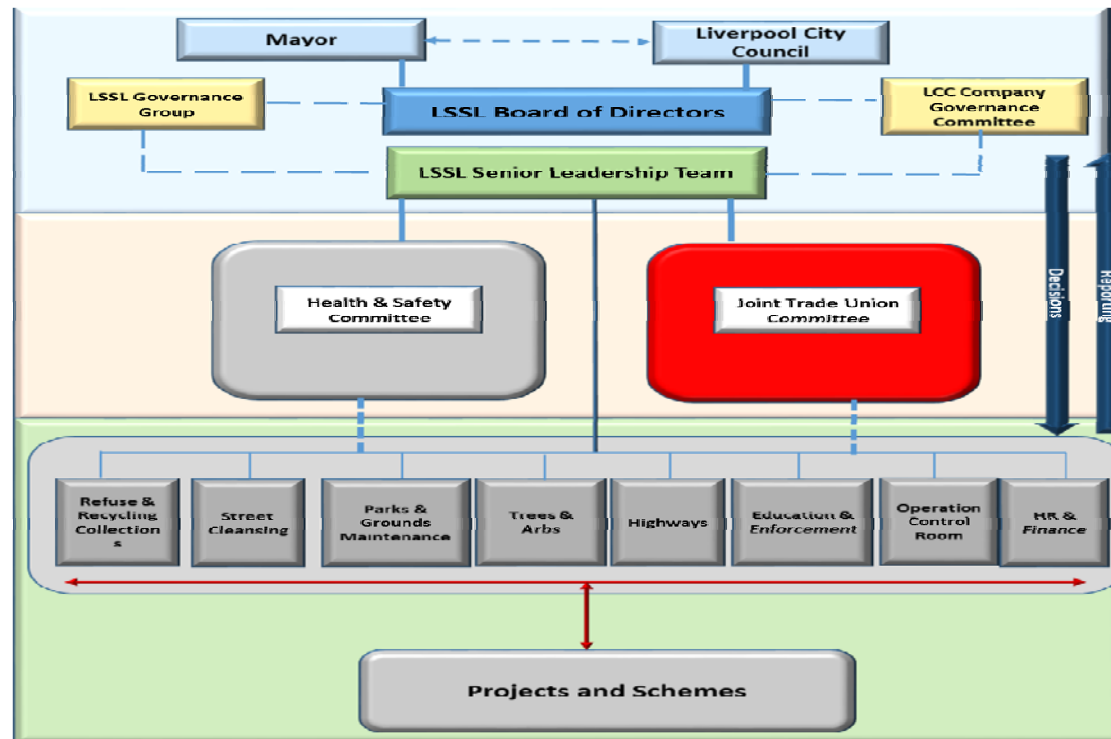 Mayor
Liverpool City
Council
LSSL Governance
Group
LSSL Board of Directors
LCC Company
Governance
Committee
LSSL Senior Leadership Team
Health & Safety
Committee
Joint Trade Union
Committee
Decisions
Reporting
Refuse &
Recycling
Collection
s
Street
Cleansing
Parks &
Grounds
Maintenance
Trees &
Arbs
Highways
Education &
Enforcement
Operation
Control
Room
HR &
Finance
Projects and Schemes